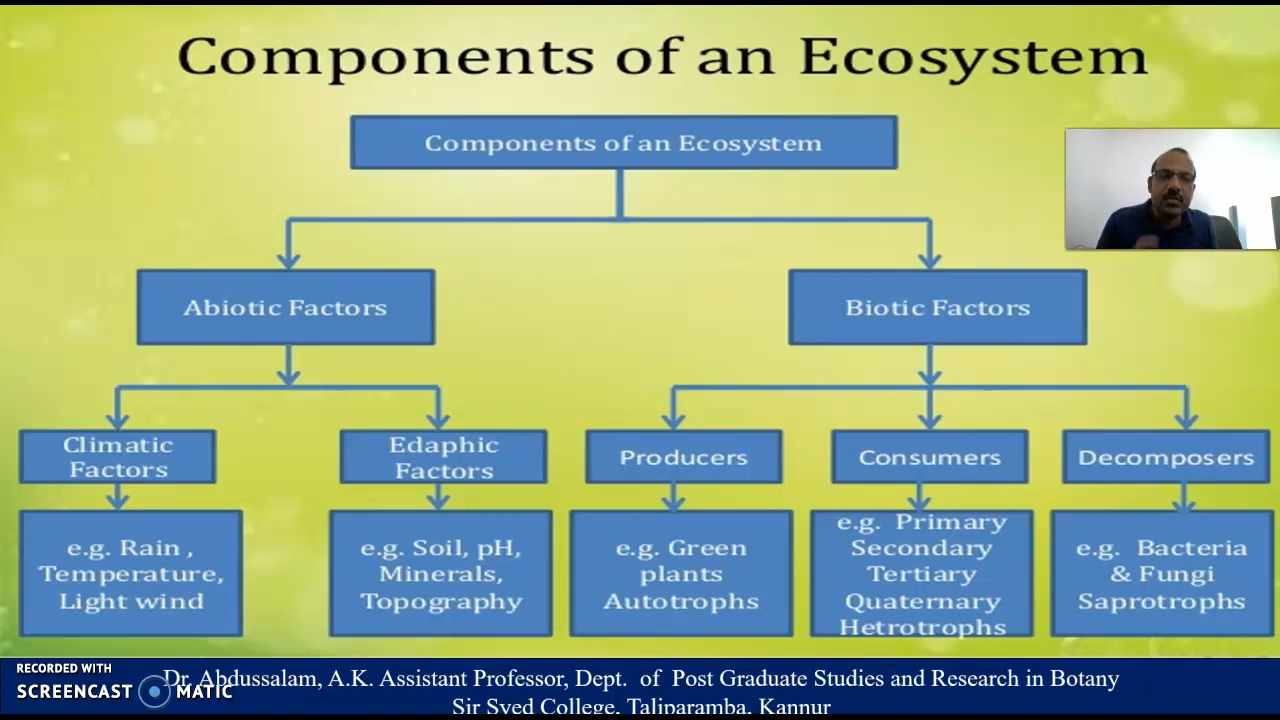 Components of an Ecosystem
Components of an Ecosystem
Abiotic Factors
Biotic Factors
Climatic
Factors
Edaphic
Factors
Producers
Consumers
Decomposers
e.g. Rain ,
Temperature,
Light wind
e.g. Soil, pH,
Minerals,
Topography
e.g. Green
plants
Autotrophs
e.g. Primary
Secondary
Tertiary
Quaternary
Hetrotrophs
e.g. Bacteria
& Fungi
Saprotrophs
RECORDED WITH
SCREENCAST MATIC
Dr. Abdussalam, A.K. Assistant Professor, Dept. of Post Graduate Studies and Research in Botany
Sir Syed College, Taliparamba, Kannur